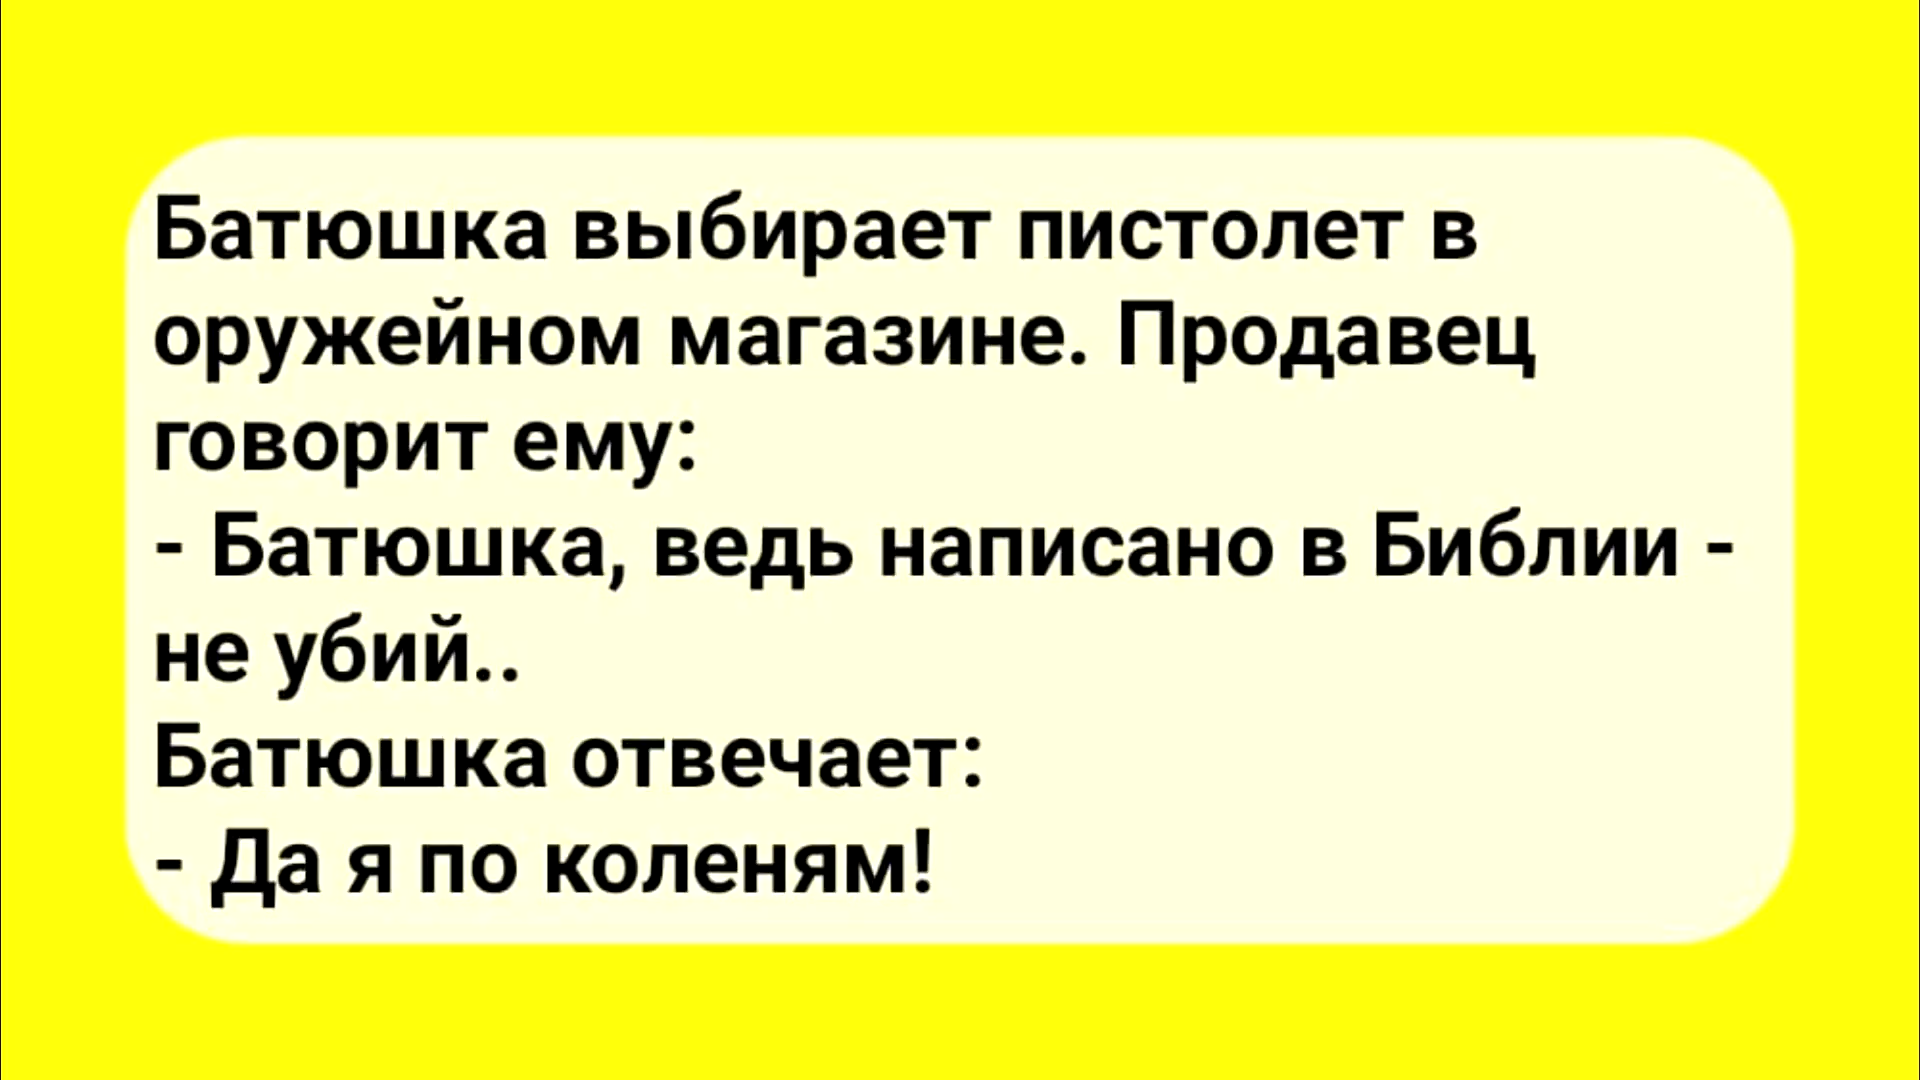 Батюшка выбирает пистолет в
оружейном магазине. Продавец
говорит ему:
- Батюшка, ведь написано в Библии -
не убий..
Батюшка отвечает:
- Да я по коленям!